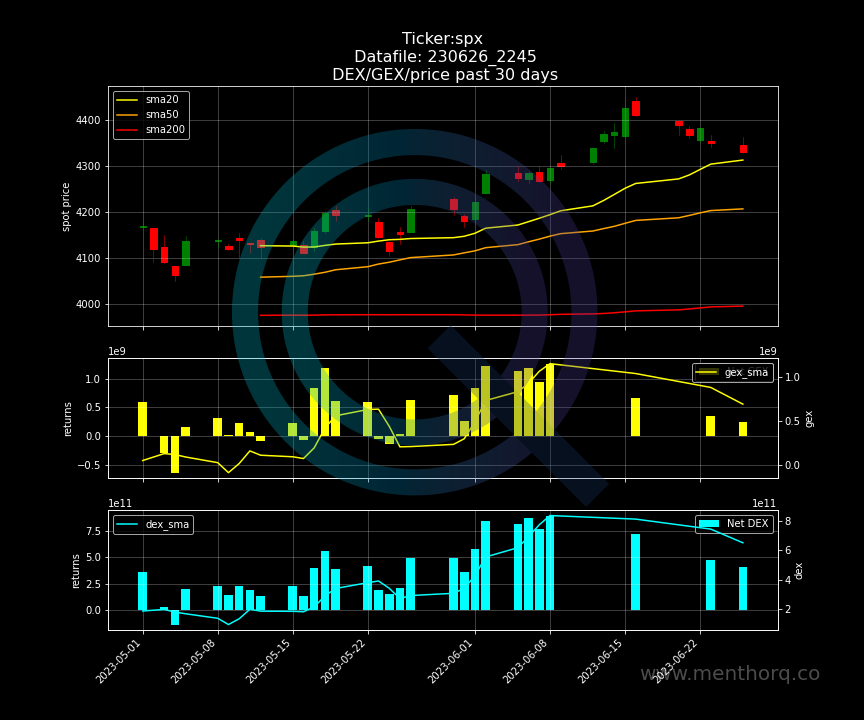 Ticker:spx
Datafile: 230626_2245
DEX/GEX/price past 30 days
sma20
sma50
sma200
spot price
4400
4300
4200
4100
4000
1e9
1e9
gex_sma
returns
1.0
0.5
0.0
−0.5
1.0
0.5
0.0
gex
1e11
1e11
dex_sma
Net DEX
returns
7.5
5.0
2.5
0.0
8
6
4
2
dex
2023-05-01
2023-05-08
2023-05-15
2023-05-22
2023-06-01
2023-06-08
2023-06-15
2023-06-22
www.menthorq.co